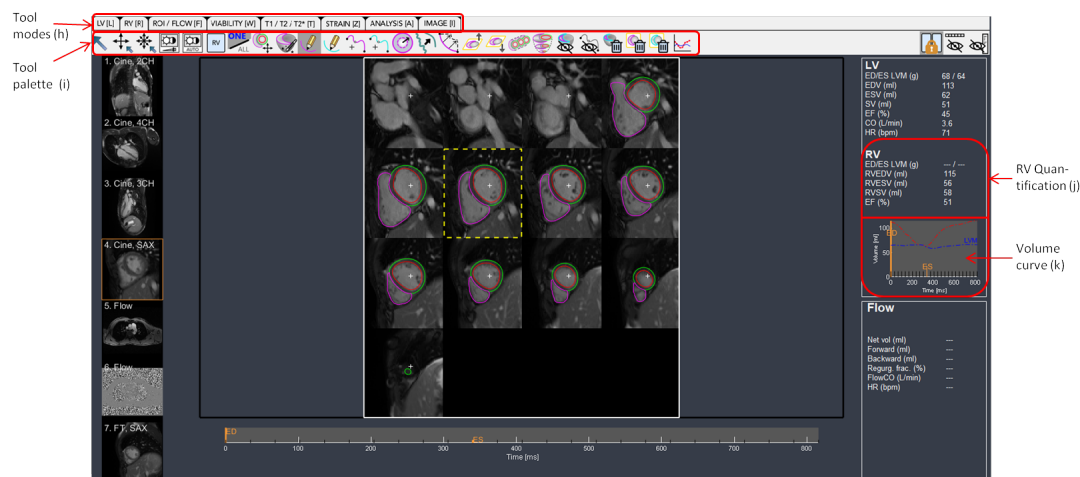 Tool
modes (h)
LV [L] RV [R] ROI / FLOW [F] VIABILITY [W] T1 / T2 / T2* [T] STRAIN [Z] ANALYSIS [A] IMAGE [I]
AUTO RV ONE ALL
Tool
palette (i)
1. Cine, 2CH
2. Cine, 4CH
3. Cine, 3CH
4. Cine, SAX
5. Flow
6. Flow
7. FT, SAX
LV
ED/ES LVM (g) 68 / 64
EDV (ml) 113
ESV (ml) 62
SV (ml) 51
EF (%) 45
CO (L/min) 3.6
HR (bpm) 71
RV
ED/ES LVM (g) --- / ---
RVEDV (ml) 115
RVESV (ml) 56
RVSV (ml) 58
EF (%) 51
RV Quan-
tification (j)
100
50
0
Volume [ml]
ED
LVM
ES
0 200 400 600 800
Time [ms]
Volume
curve (k)
Flow
Net vol (ml) ---
Forward (ml) ---
Backward (ml) ---
Regurg. frac. (%) ---
FlowCO (L/min) ---
HR (bpm) ---
ED
ES
0 100 200 300 400 500 600 700 800
Time [ms]